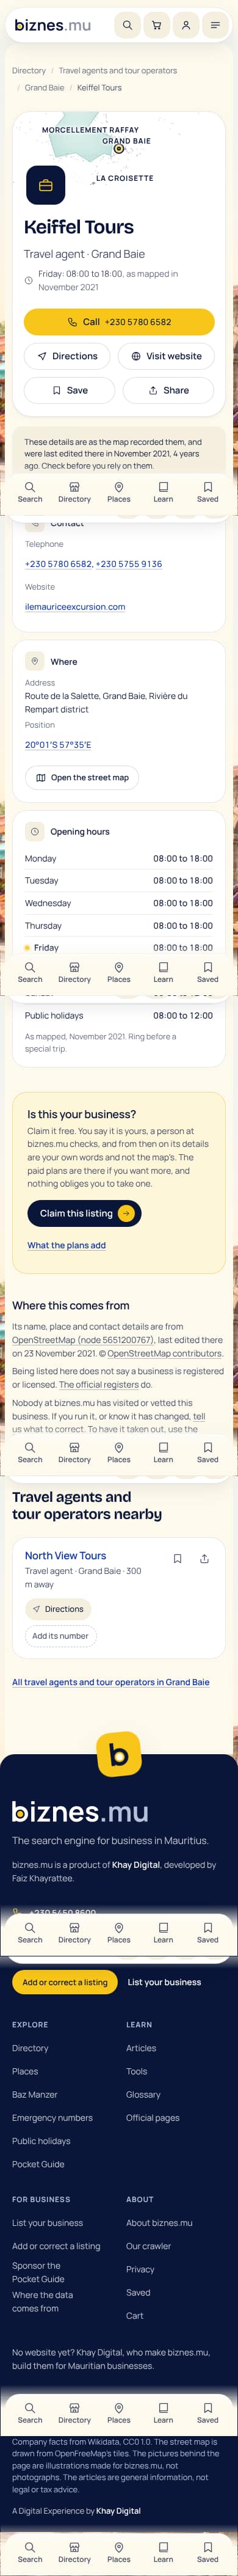 biznes.mu
Directory / Travel agents and tour operators
/ Grand Baie / Keiffel Tours
MORCELLEMENT RAFFAY
GRAND BAIE
LA CROISETTE
Keiffel Tours
Travel agent · Grand Baie
Friday: 08:00 to 18:00, as mapped in
November 2021
Call +230 5780 6582
Directions
Visit website
Save
Share
These details are as the map recorded them, and
were last edited there in November 2021, 4 years
ago. Check before you rely on them.
Search Directory Places Learn Saved
Contact
Telephone
+230 5780 6582, +230 5755 9136
Website
ilemauriceexcursion.com
Where
Address
Route de la Salette, Grand Baie, Rivière du
Rempart district
Position
20°01'S 57°35'E
Open the street map
Opening hours
Monday 08:00 to 18:00
Tuesday 08:00 to 18:00
Wednesday 08:00 to 18:00
Thursday 08:00 to 18:00
Friday 08:00 to 18:00
Search Directory Places Learn Saved
Public holidays 08:00 to 12:00
As mapped, November 2021. Ring before a
special trip.
Is this your business?
Claim it free. You say it is yours, a person at
biznes.mu checks, and from then on its details
are your own words and not the map's. The
paid plans are there if you want more, and
nothing obliges you to take one.
Claim this listing
What the plans add
Where this comes from
Its name, place and contact details are from
OpenStreetMap (node 5651200767), last edited there
on 23 November 2021. © OpenStreetMap contributors.
Being listed here does not say a business is registered
or licensed. The official registers do.
Nobody at biznes.mu has visited or vetted this
business. If you run it, or know it has changed, tell
us what to correct. To have it taken out, use the
Search Directory Places Learn Saved
Travel agents and
tour operators nearby
North View Tours
Travel agent · Grand Baie · 300
m away
Directions
Add its number
All travel agents and tour operators in Grand Baie
b
biznes.mu
The search engine for business in Mauritius.
biznes.mu is a product of Khay Digital, developed by
Faiz Khayrattee.
+230 5450 8600
Search Directory Places Learn Saved
Add or correct a listing
List your business
EXPLORE
Directory
Places
Baz Manzer
Emergency numbers
Public holidays
Pocket Guide
LEARN
Articles
Tools
Glossary
Official pages
FOR BUSINESS
List your business
Add or correct a listing
Sponsor the
Pocket Guide
Where the data
comes from
ABOUT
About biznes.mu
Our crawler
Privacy
Saved
Cart
No website yet? Khay Digital, who make biznes.mu,
build them for Mauritian businesses.
Search Directory Places Learn Saved
Company facts from Wikidata, CC0 1.0. The street map is
drawn from OpenFreeMap's tiles. The pictures behind the
page are illustrations made for biznes.mu, not
photographs. The articles are general information, not
legal or tax advice.
A Digital Experience by Khay Digital
Search Directory Places Learn Saved